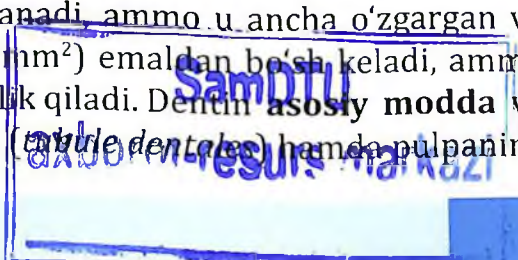 anadi, ammo u ancha o‘zgargan v
mm²) emaldan bo‘sh keladi, amm
lik qiladi. Dentin asosiy modda v
(tubule dentales) hamda pulpanin
SamDTU
axborot-resurs markazi